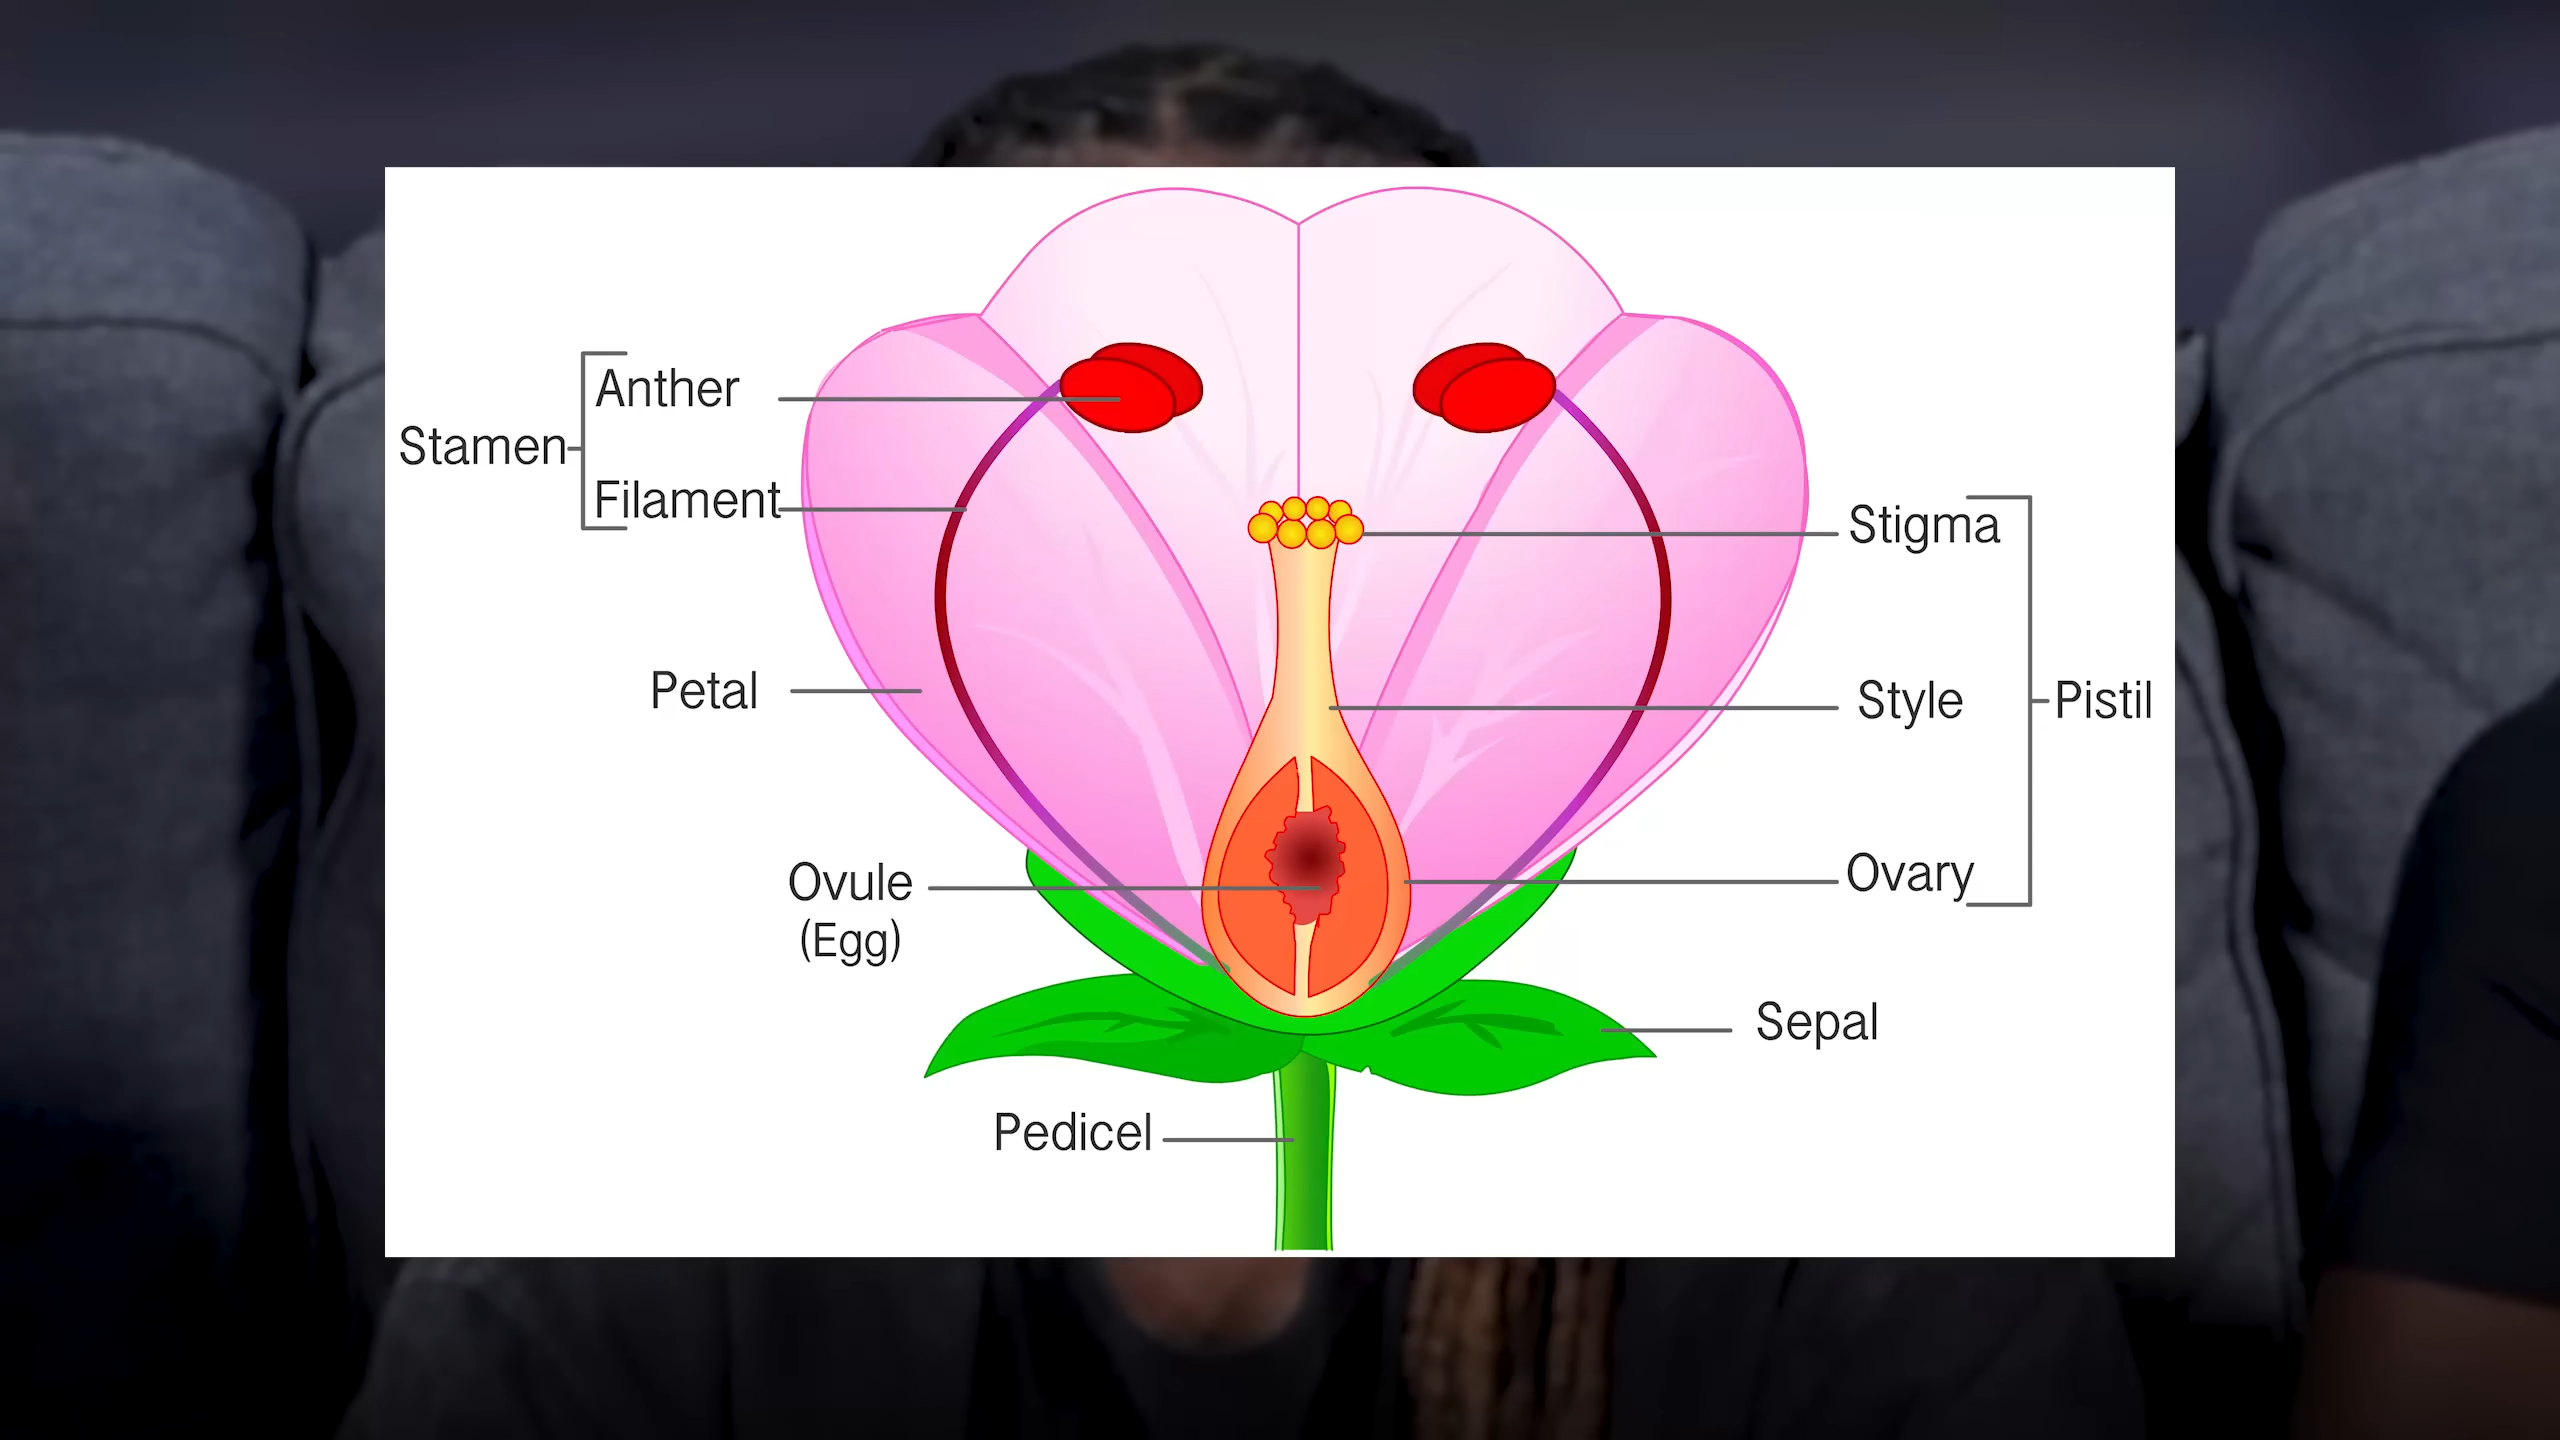 Anther
Stamen
Filament
Stigma
Petal
Style
Pistil
Ovule
(Egg)
Ovary
Sepal
Pedicel